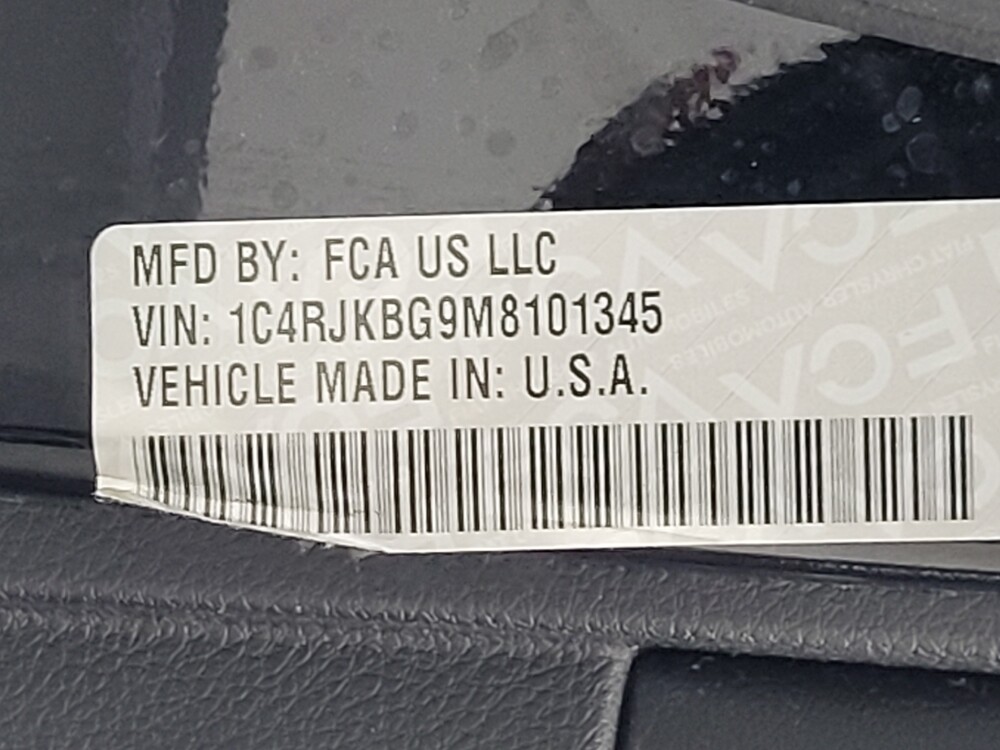 MFD BY: FCA US LLC
VIN: 1C4RJKBG9M8101345
VEHICLE MADE IN: U.S.A.